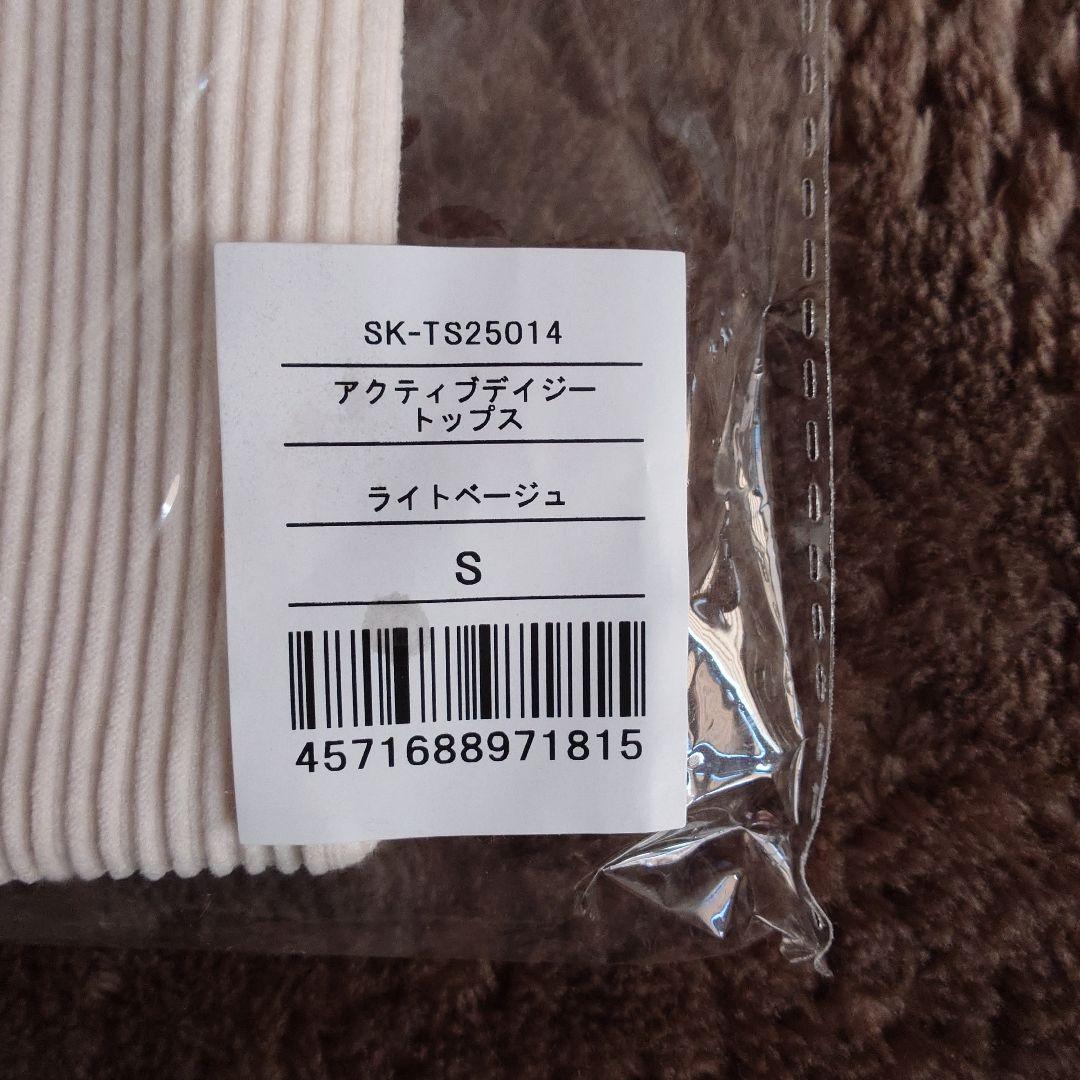 SK-TS25014
アクティブデイジー
トップス
ライトベージュ
S
4571688971815